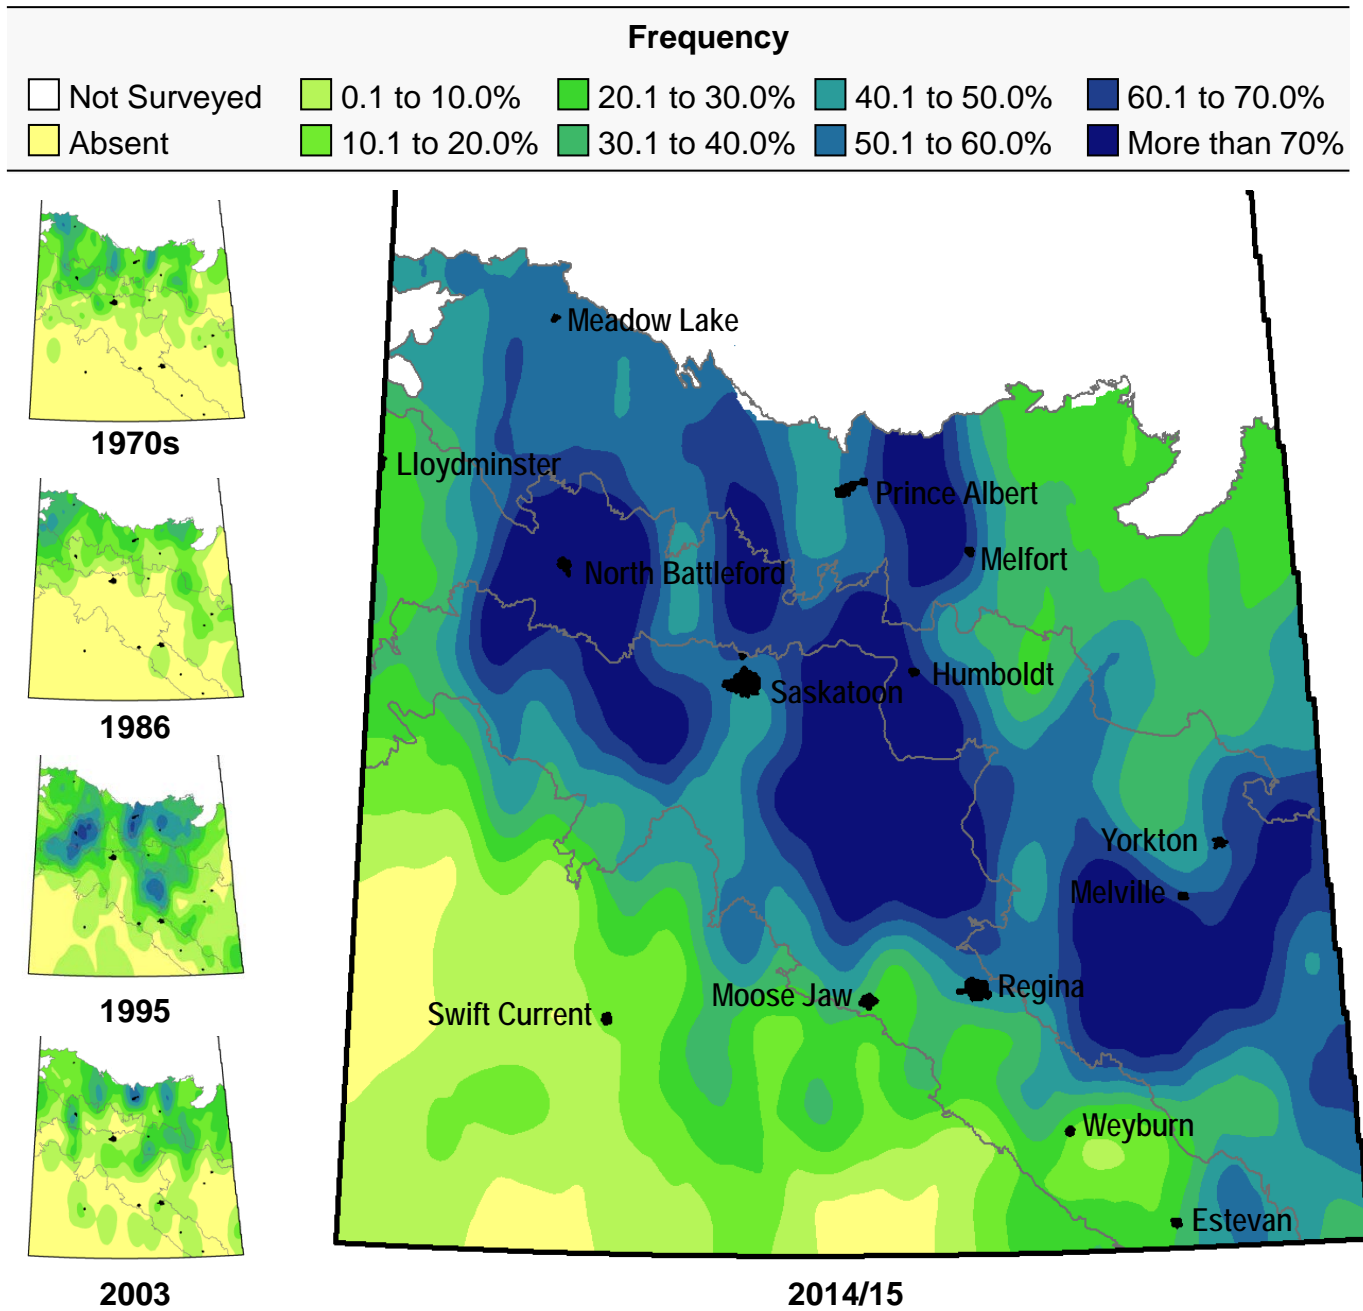 Frequency
Not Surveyed
0.1 to 10.0%
20.1 to 30.0%
40.1 to 50.0%
60.1 to 70.0%
Absent
10.1 to 20.0%
30.1 to 40.0%
50.1 to 60.0%
More than 70%
1970s
1986
1995
2003
Meadow Lake
Lloydminster
Prince Albert
Melfort
North Battleford
Humboldt
Saskatoon
Yorkton
Melville
Regina
Moose Jaw
Swift Current
Weyburn
Estevan
2014/15